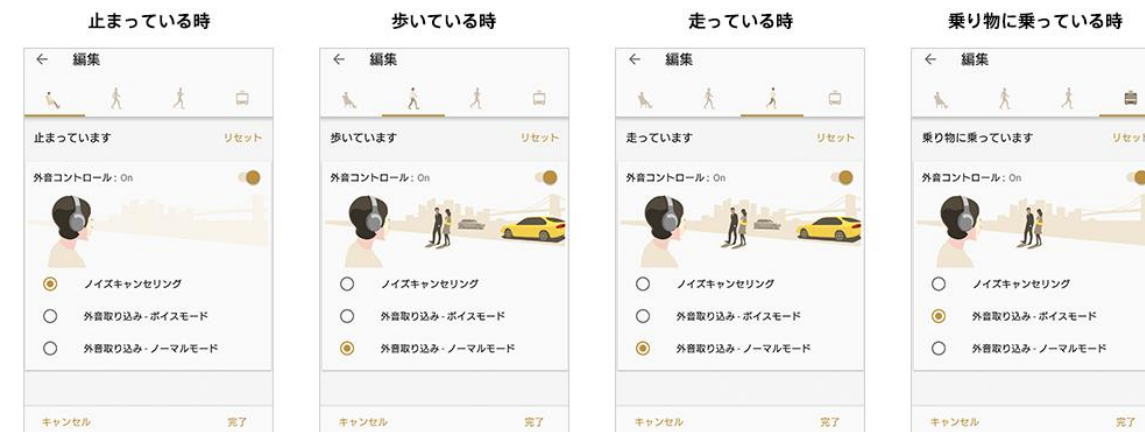 止まっている時
← 編集
止まっています リセット
外音コントロール: On
ノイズキャンセリング
外音取り込み - ボイスモード
外音取り込み - ノーマルモード
キャンセル 完了
歩いている時
← 編集
歩いています リセット
外音コントロール: On
ノイズキャンセリング
外音取り込み - ボイスモード
外音取り込み - ノーマルモード
キャンセル 完了
走っている時
← 編集
走っています リセット
外音コントロール: On
ノイズキャンセリング
外音取り込み - ボイスモード
外音取り込み - ノーマルモード
キャンセル 完了
乗り物に乗っている時
← 編集
乗り物に乗っています リセット
外音コントロール: On
ノイズキャンセリング
外音取り込み - ボイスモード
外音取り込み - ノーマルモード
キャンセル 完了